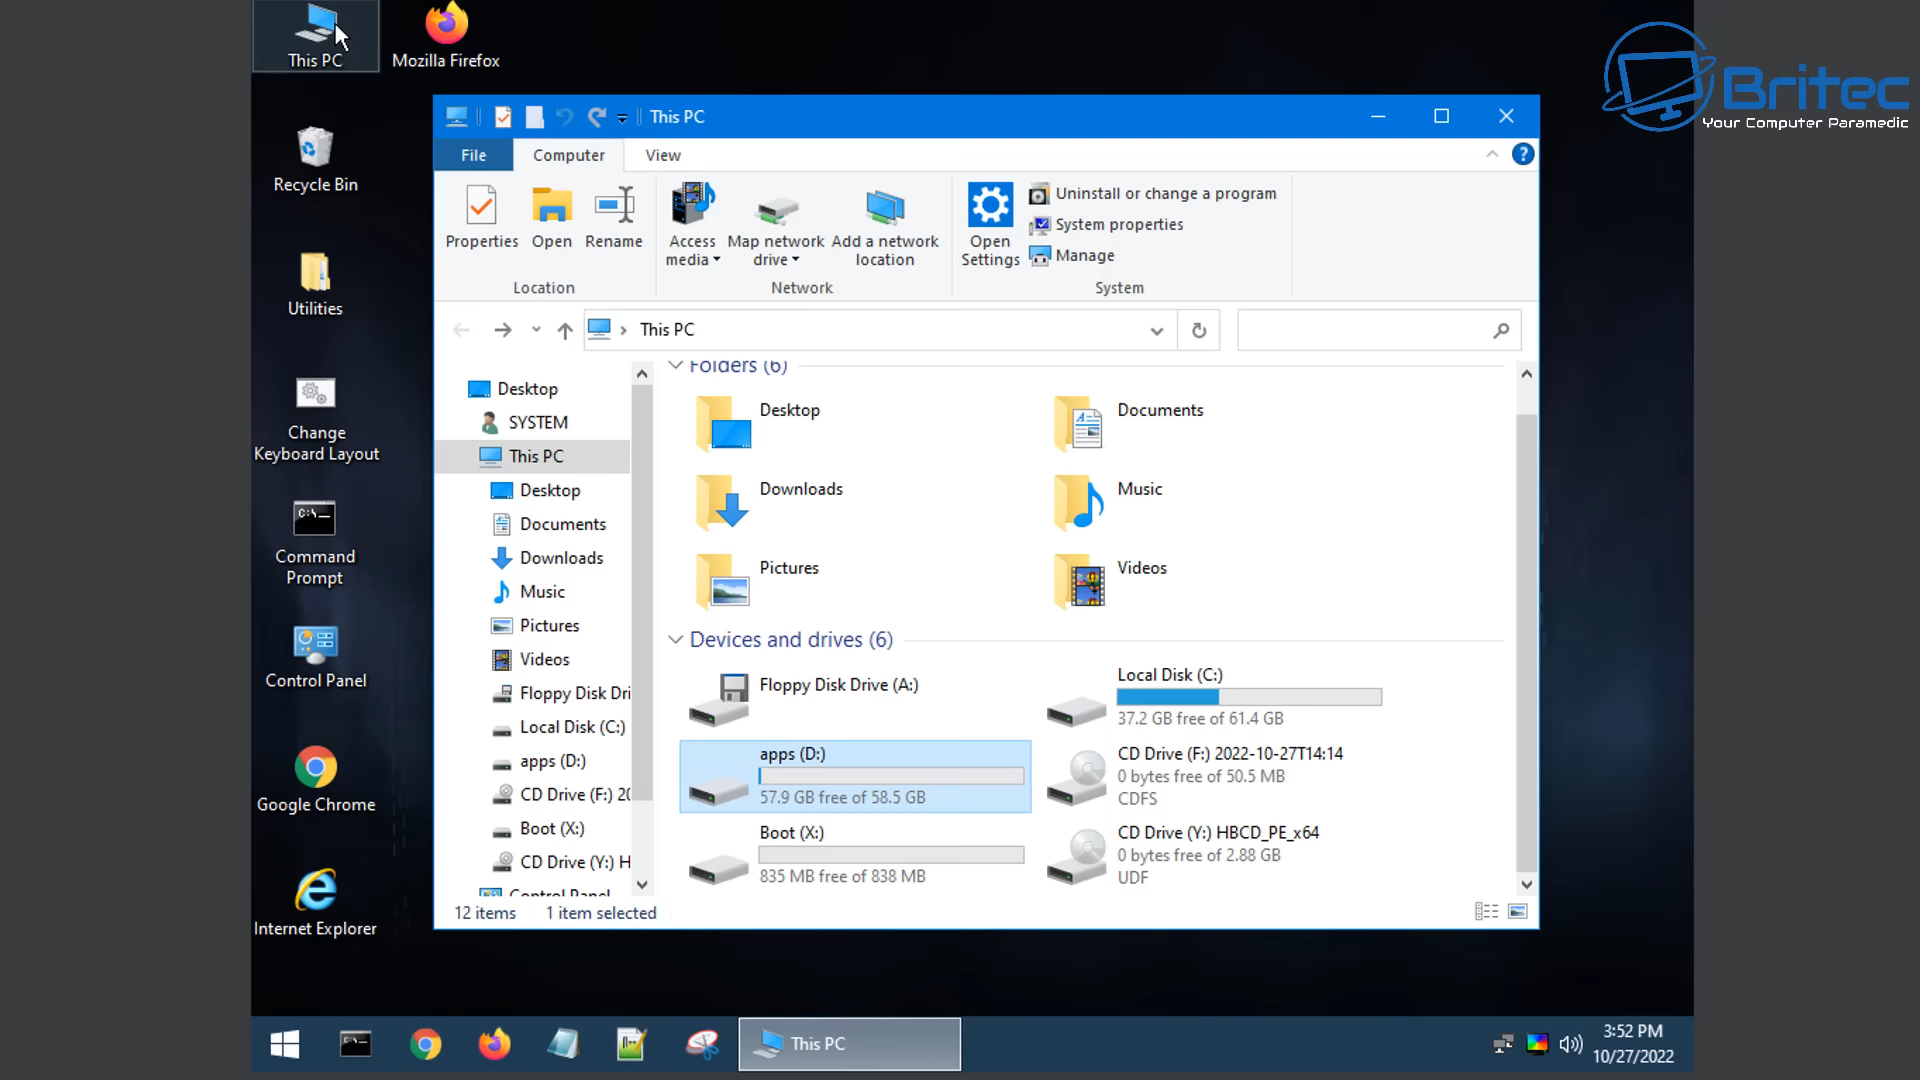 This PC
Mozilla Firefox
Britec
Your Computer Paramedic
This PC
File
Computer
View
Recycle Bin
Properties
Open
Rename
Access
media
Map network
drive
Add a network
location
Open
Settings
Uninstall or change a program
System properties
Manage
Location
Network
System
Utilities
This PC
Folders (6)
Desktop
SYSTEM
This PC
Desktop
Documents
Downloads
Music
Pictures
Videos
Floppy Disk Dri
Local Disk (C:)
apps (D:)
CD Drive (F:) 20
Boot (X:)
CD Drive (Y:) H
Control Panel
Desktop
Documents
Downloads
Music
Pictures
Videos
Devices and drives (6)
Floppy Disk Drive (A:)
Local Disk (C:)
37.2 GB free of 61.4 GB
apps (D:)
57.9 GB free of 58.5 GB
CD Drive (F:) 2022-10-27T14:14
0 bytes free of 50.5 MB
CDFS
Boot (X:)
835 MB free of 838 MB
CD Drive (Y:) HBCD_PE_x64
0 bytes free of 2.88 GB
UDF
12 items
1 item selected
Change
Keyboard Layout
C:\_
Command
Prompt
Control Panel
Google Chrome
Internet Explorer
This PC
3:52 PM
10/27/2022